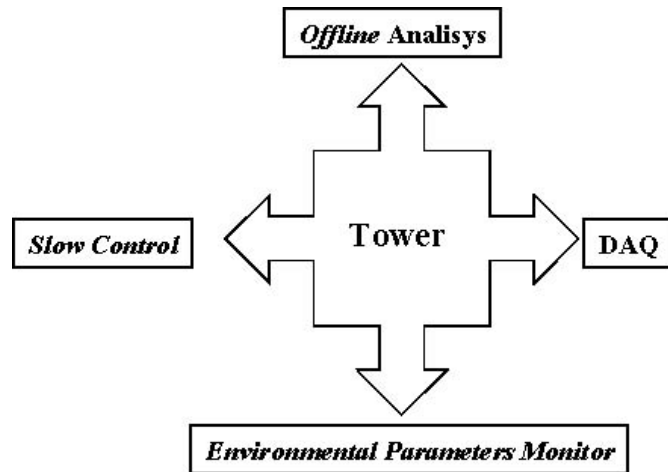 Offline Analisys
Slow Control
Tower
DAQ
Environmental Parameters Monitor